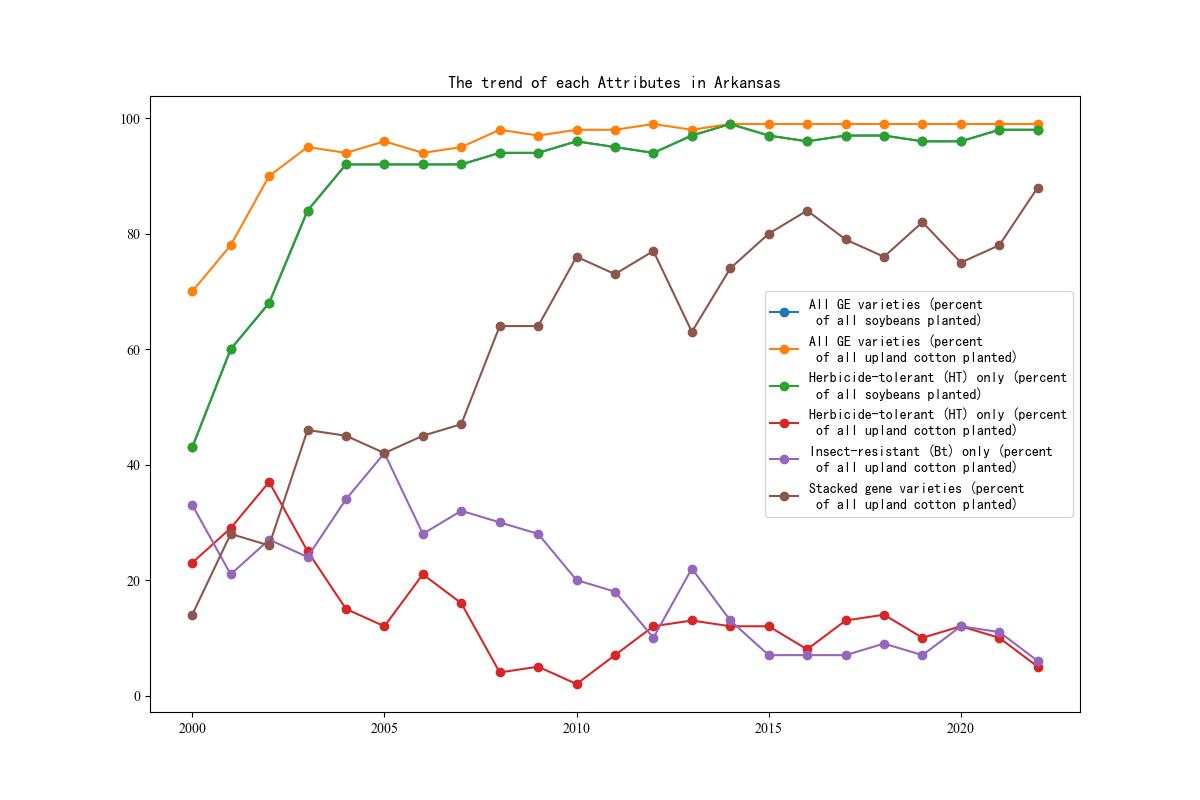 The trend of each Attributes in Arkansas
100
80
60
40
20
0
All GE varieties (percent
of all soybeans planted)
All GE varieties (percent
of all upland cotton planted)
Herbicide-tolerant (HT) only (percent
of all soybeans planted)
Herbicide-tolerant (HT) only (percent
of all upland cotton planted)
Insect-resistant (Bt) only (percent
of all upland cotton planted)
Stacked gene varieties (percent
of all upland cotton planted)
2000 2005 2010 2015 2020